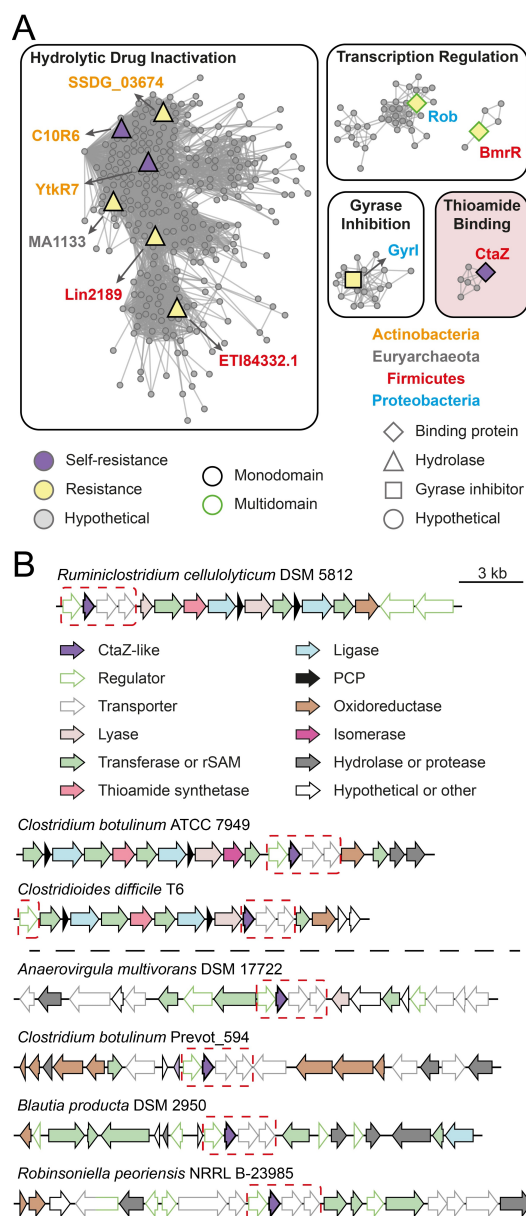 A
Hydrolytic Drug Inactivation
SSDG_03674
C10R6
YtkR7
MA1133
Lin2189
ETI84332.1
Transcription Regulation
Rob
BmrR
Gyrase
Inhibition
GyrI
Thioamide
Binding
CtaZ
Actinobacteria
Euryarchaeota
Firmicutes
Proteobacteria
Self-resistance
Resistance
Hypothetical
Monodomain
Multidomain
Binding protein
Hydrolase
Gyrase inhibitor
Hypothetical
B
Ruminiclostridium cellulolyticum DSM 5812
3 kb
CtaZ-like
Regulator
Transporter
Lyase
Transferase or rSAM
Thioamide synthetase
Ligase
PCP
Oxidoreductase
Isomerase
Hydrolase or protease
Hypothetical or other
Clostridium botulinum ATCC 7949
Clostridioides difficile T6
Anaerovirgula multivorans DSM 17722
Clostridium botulinum Prevot_594
Blautia producta DSM 2950
Robinsoniella peoriensis NRRL B-23985